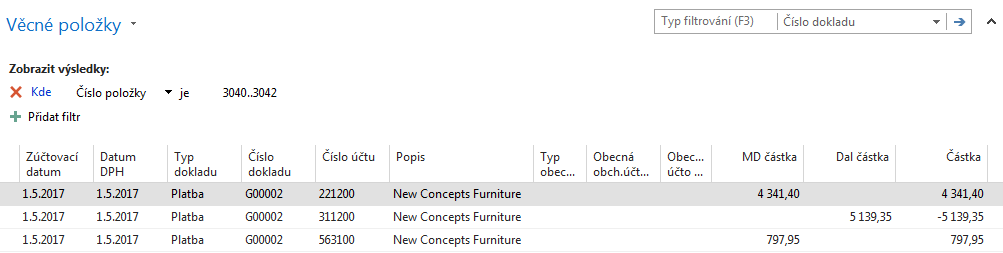 Věcné položky
Typ filtrování (F3) Číslo dokladu
Zobrazit výsledky:
Kde Číslo položky je 3040..3042
Přidat filtr
Zúčtovací datum Datum DPH Typ dokladu Číslo dokladu Číslo účtu Popis Typ obec... Obecná obch.účt... Obec... účto ... MD částka Dal částka Částka
1.5.2017 1.5.2017 Platba G00002 221200 New Concepts Furniture 4 341,40 4 341,40
1.5.2017 1.5.2017 Platba G00002 311200 New Concepts Furniture 5 139,35 -5 139,35
1.5.2017 1.5.2017 Platba G00002 563100 New Concepts Furniture 797,95 797,95